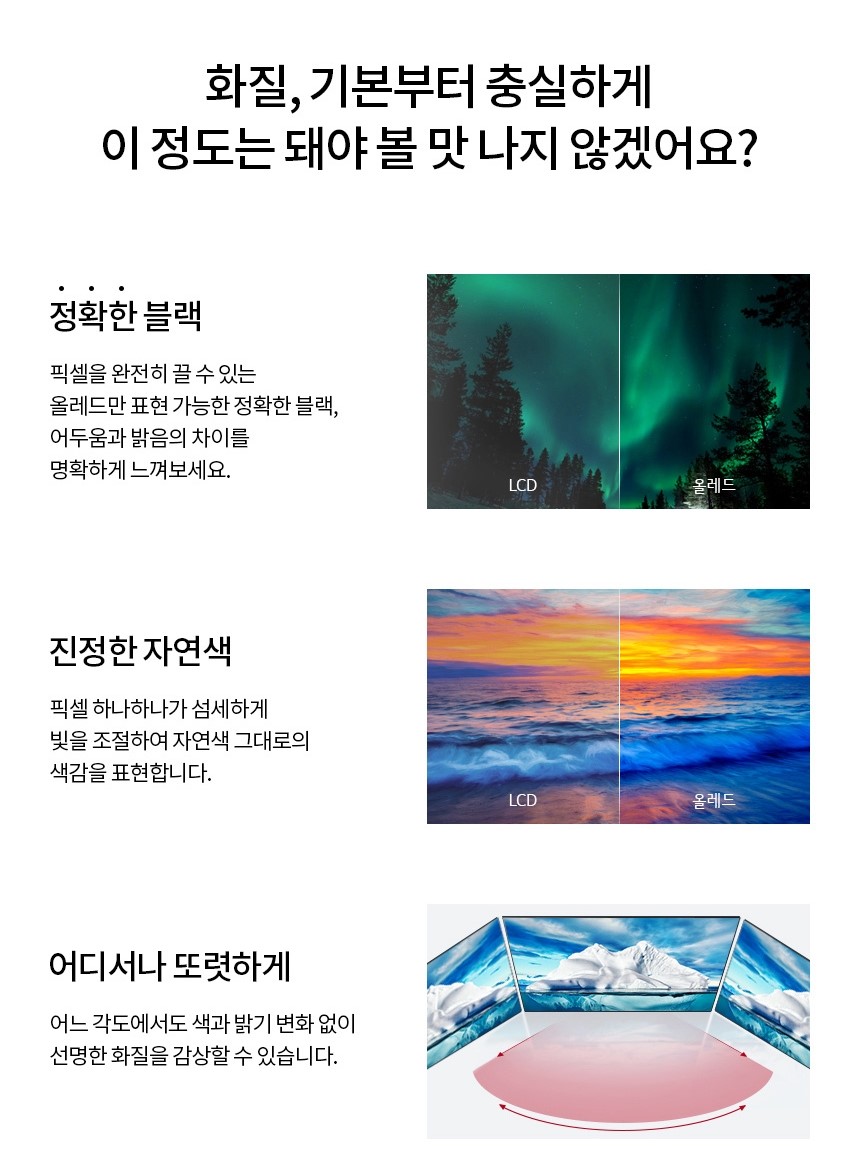 화질, 기본부터 충실하게
이 정도는 돼야 볼 맛 나지 않겠어요?
정확한 블랙
픽셀을 완전히 끌 수 있는
올레드만 표현 가능한 정확한 블랙,
어두움과 밝음의 차이를
명확하게 느껴보세요.
LCD
올레드
진정한 자연색
픽셀 하나하나가 섬세하게
빛을 조절하여 자연색 그대로의
색감을 표현합니다.
LCD
올레드
어디서나 또렷하게
어느 각도에서도 색과 밝기 변화 없이
선명한 화질을 감상할 수 있습니다.